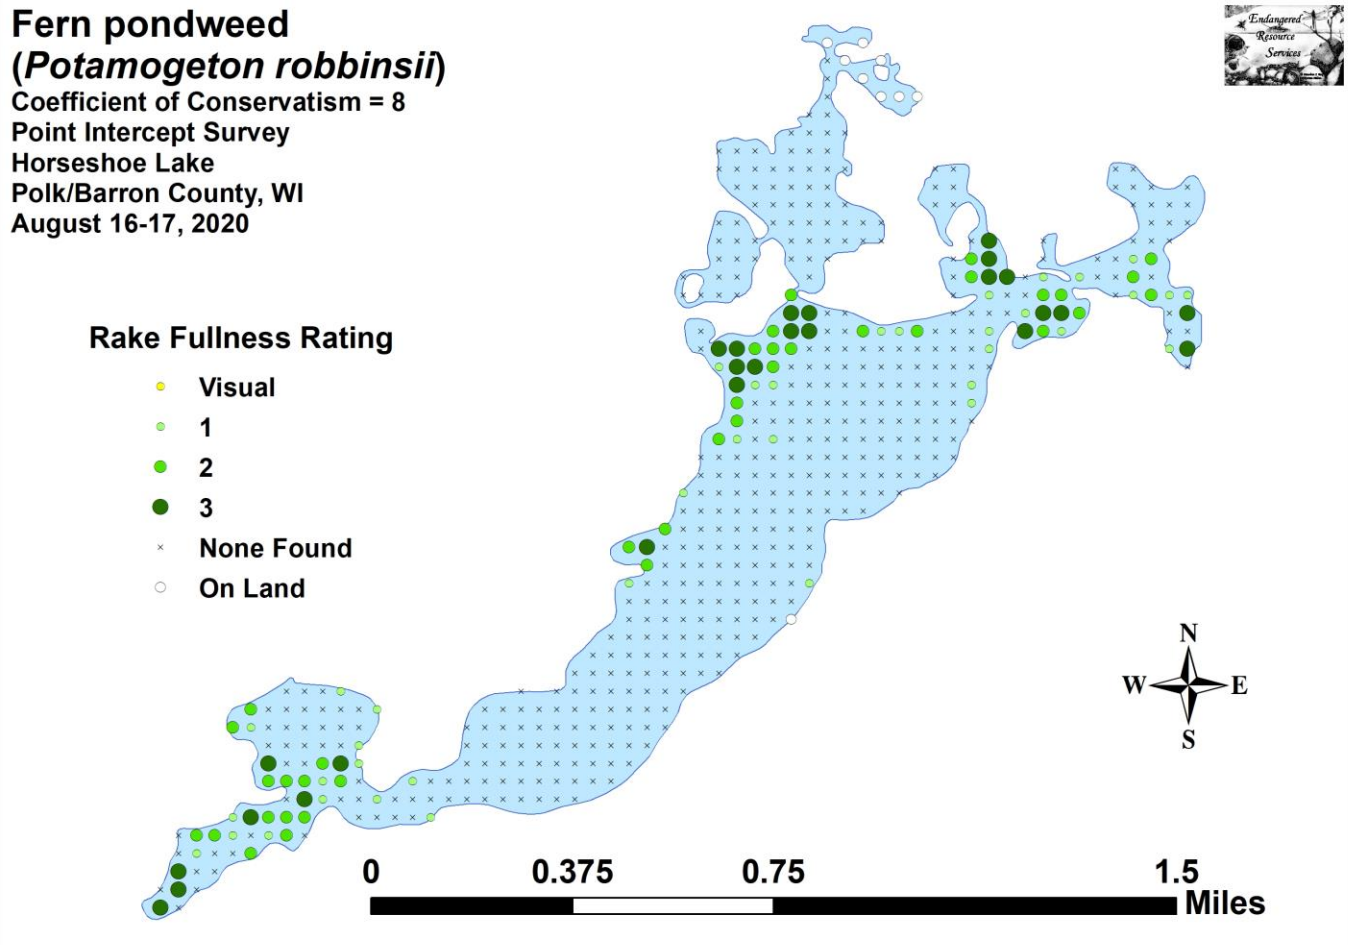 Fern pondweed
(Potamogeton robbinsii)
Coefficient of Conservatism = 8
Point Intercept Survey
Horseshoe Lake
Polk/Barron County, WI
August 16-17, 2020
Endangered
Resource
Services
Rake Fullness Rating
Visual
1
2
3
None Found
On Land
N
W E
S
0 0.375 0.75 1.5
Miles